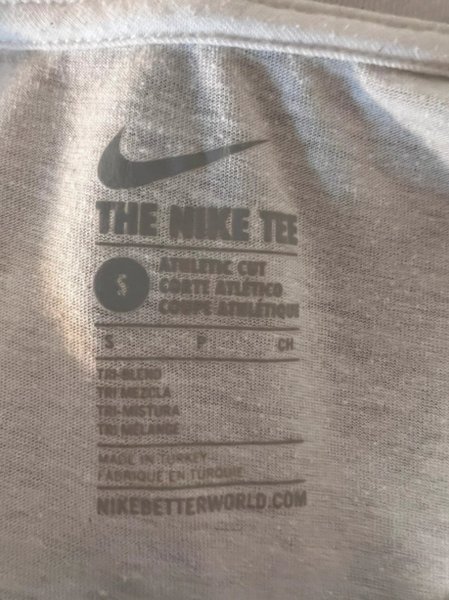 THE NIKE TEE
S
ATHLETIC CUT
CORTE ATLÉTICO
COUPE ATHLÉTIQUE
S P CH
TRI-BLEND
TRI-MEZCLA
TRI-MISTURA
TRI-MÉLANGE
MADE IN TURKEY
FABRIQUÉ EN TURQUIE
NIKEBETTERWORLD.COM